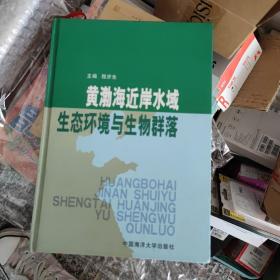 主编 程济生
黄渤海近岸水域
生态环境与生物群落
HUANGBOHAI
JINAN SHUIYU
SHENGTAI HUANJING
YU SHENGWU
QUNLUO
中国海洋大学出版社